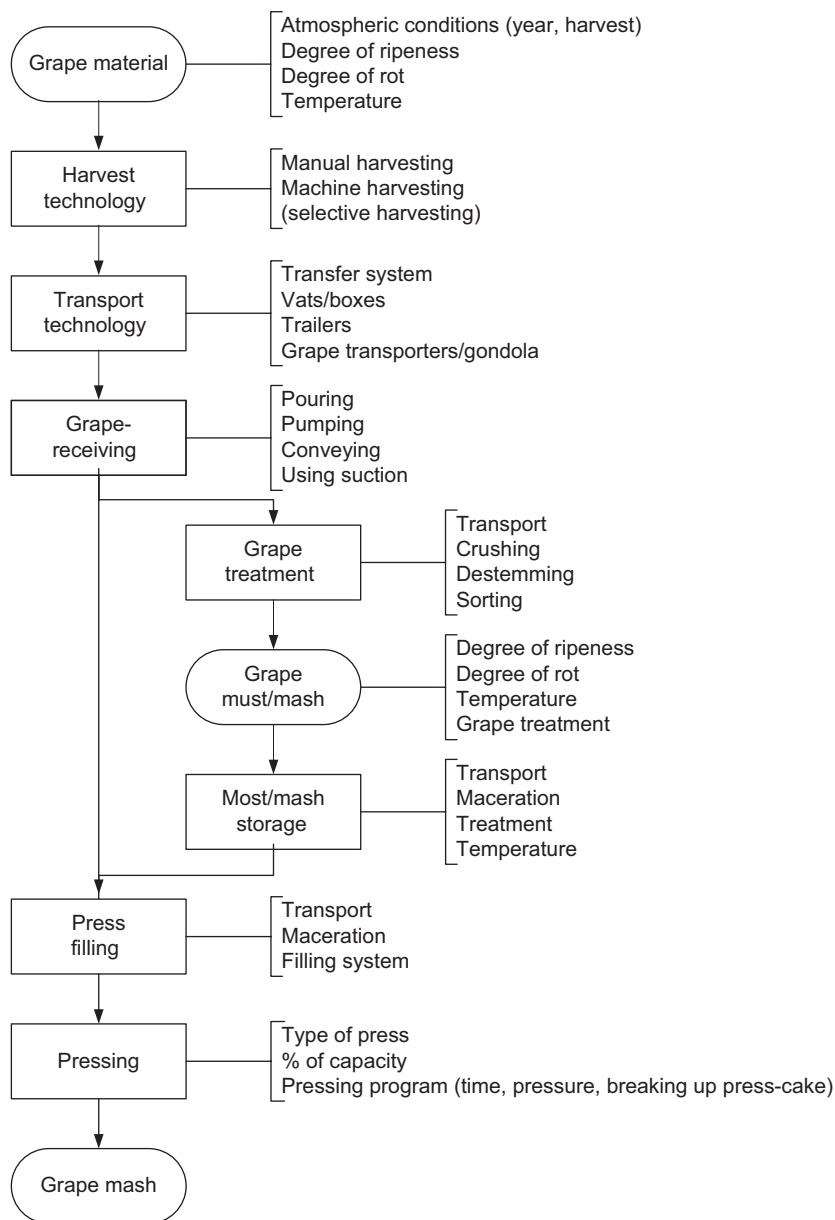 Grape material
Atmospheric conditions (year, harvest)
Degree of ripeness
Degree of rot
Temperature
Harvest
technology
Manual harvesting
Machine harvesting
(selective harvesting)
Transport
technology
Transfer system
Vats/boxes
Trailers
Grape transporters/gondola
Grape-
receiving
Pouring
Pumping
Conveying
Using suction
Grape
treatment
Transport
Crushing
Destemming
Sorting
Grape
must/mash
Degree of ripeness
Degree of rot
Temperature
Grape treatment
Most/mash
storage
Transport
Maceration
Treatment
Temperature
Press
filling
Transport
Maceration
Filling system
Pressing
Type of press
% of capacity
Pressing program (time, pressure, breaking up press-cake)
Grape mash